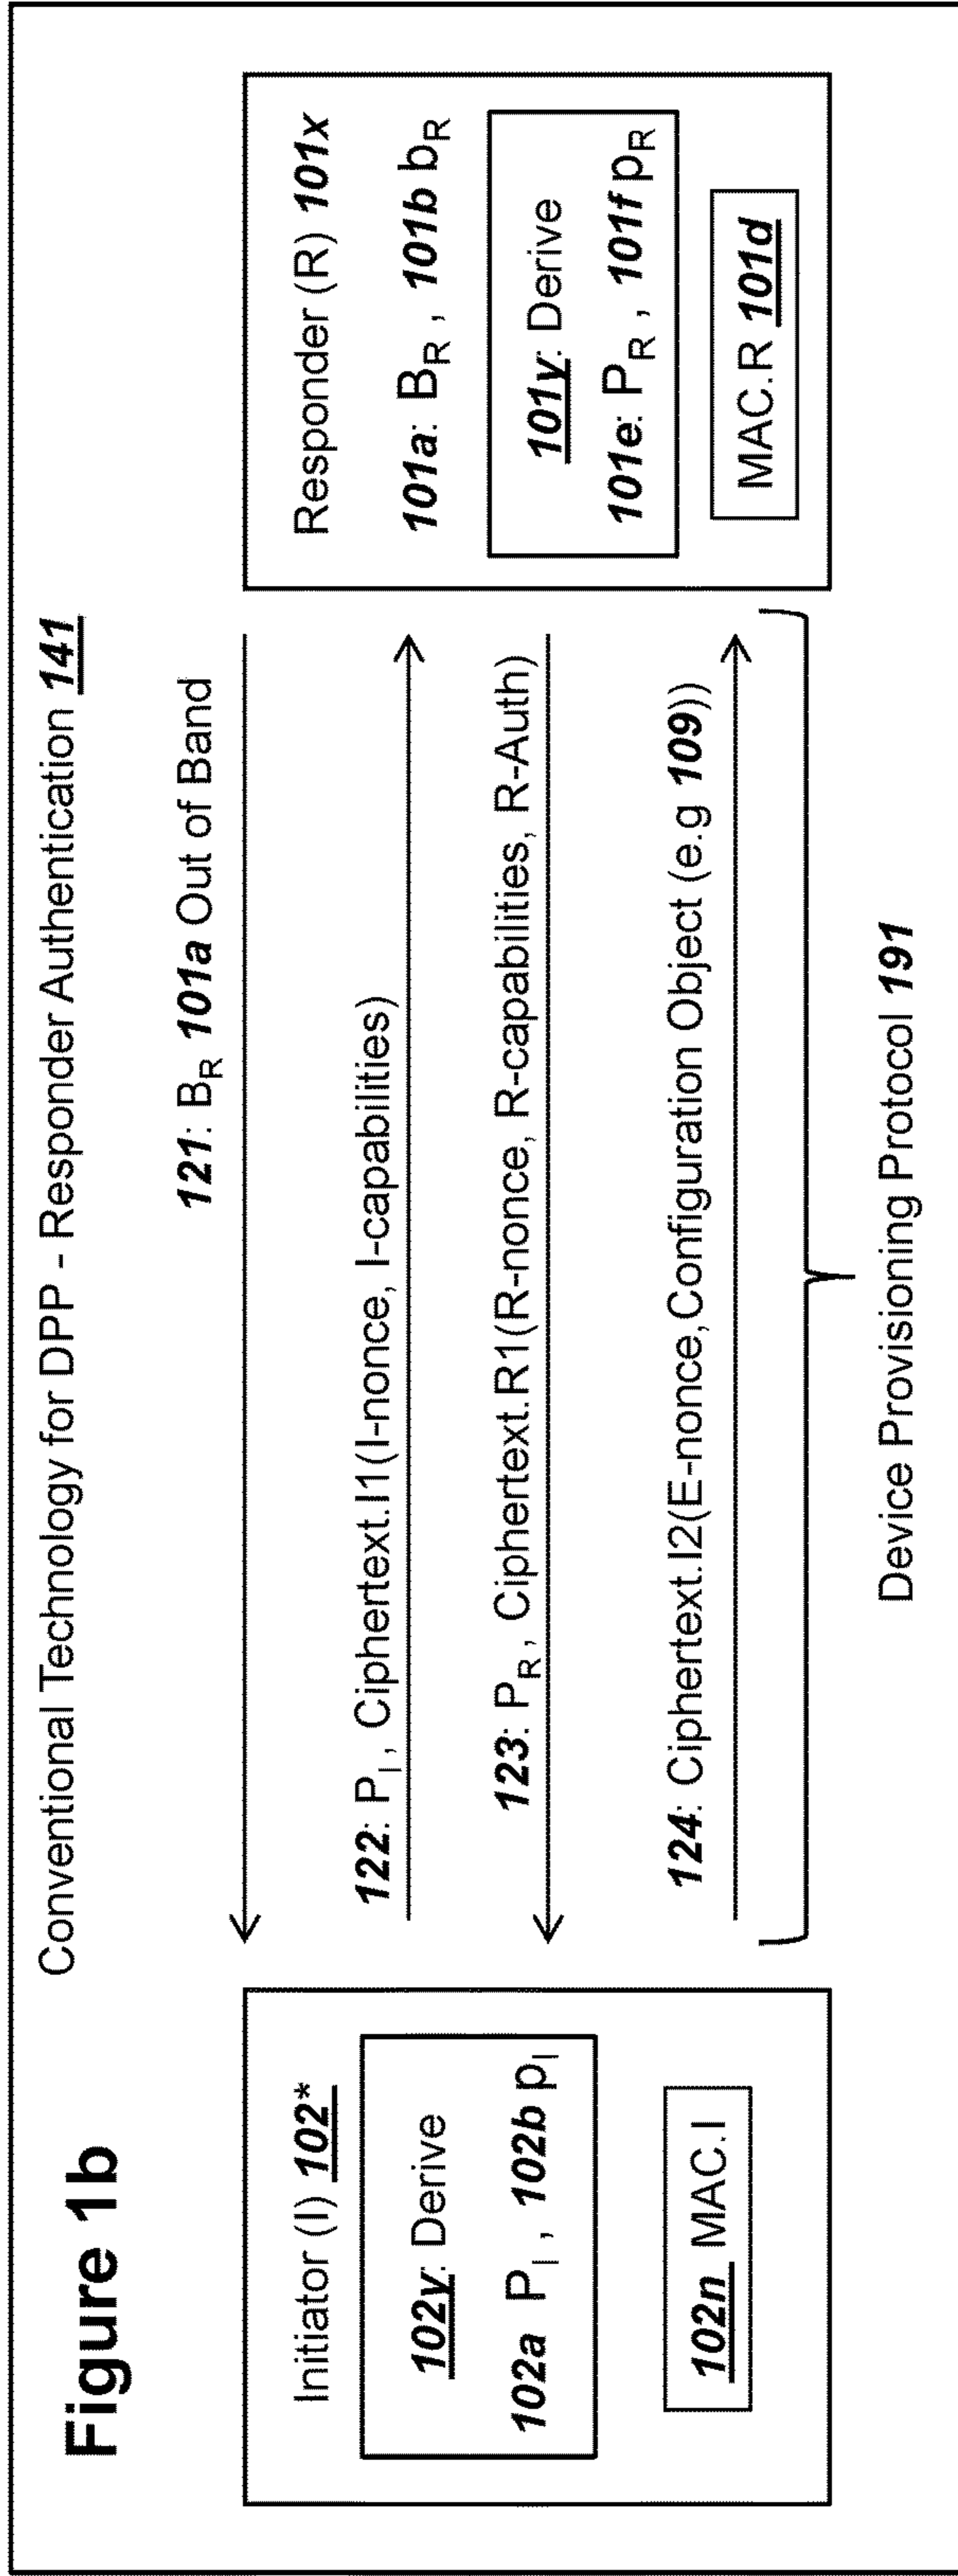 Figure 1b
Conventional Technology for DPP - Responder Authentication 141
Initiator (I) 102*
102y: Derive
102a P_I , 102b p_I
102n MAC.I
121: B_R 101a Out of Band
122: P_I , Ciphertext.I1(I-nonce, I-capabilities)
123: P_R , Ciphertext.R1(R-nonce, R-capabilities, R-Auth)
124: Ciphertext.I2(E-nonce,Configuration Object (e.g 109))
Device Provisioning Protocol 191
Responder (R) 101x
101a: B_R , 101b b_R
101y: Derive
101e: P_R , 101f p_R
MAC.R 101d